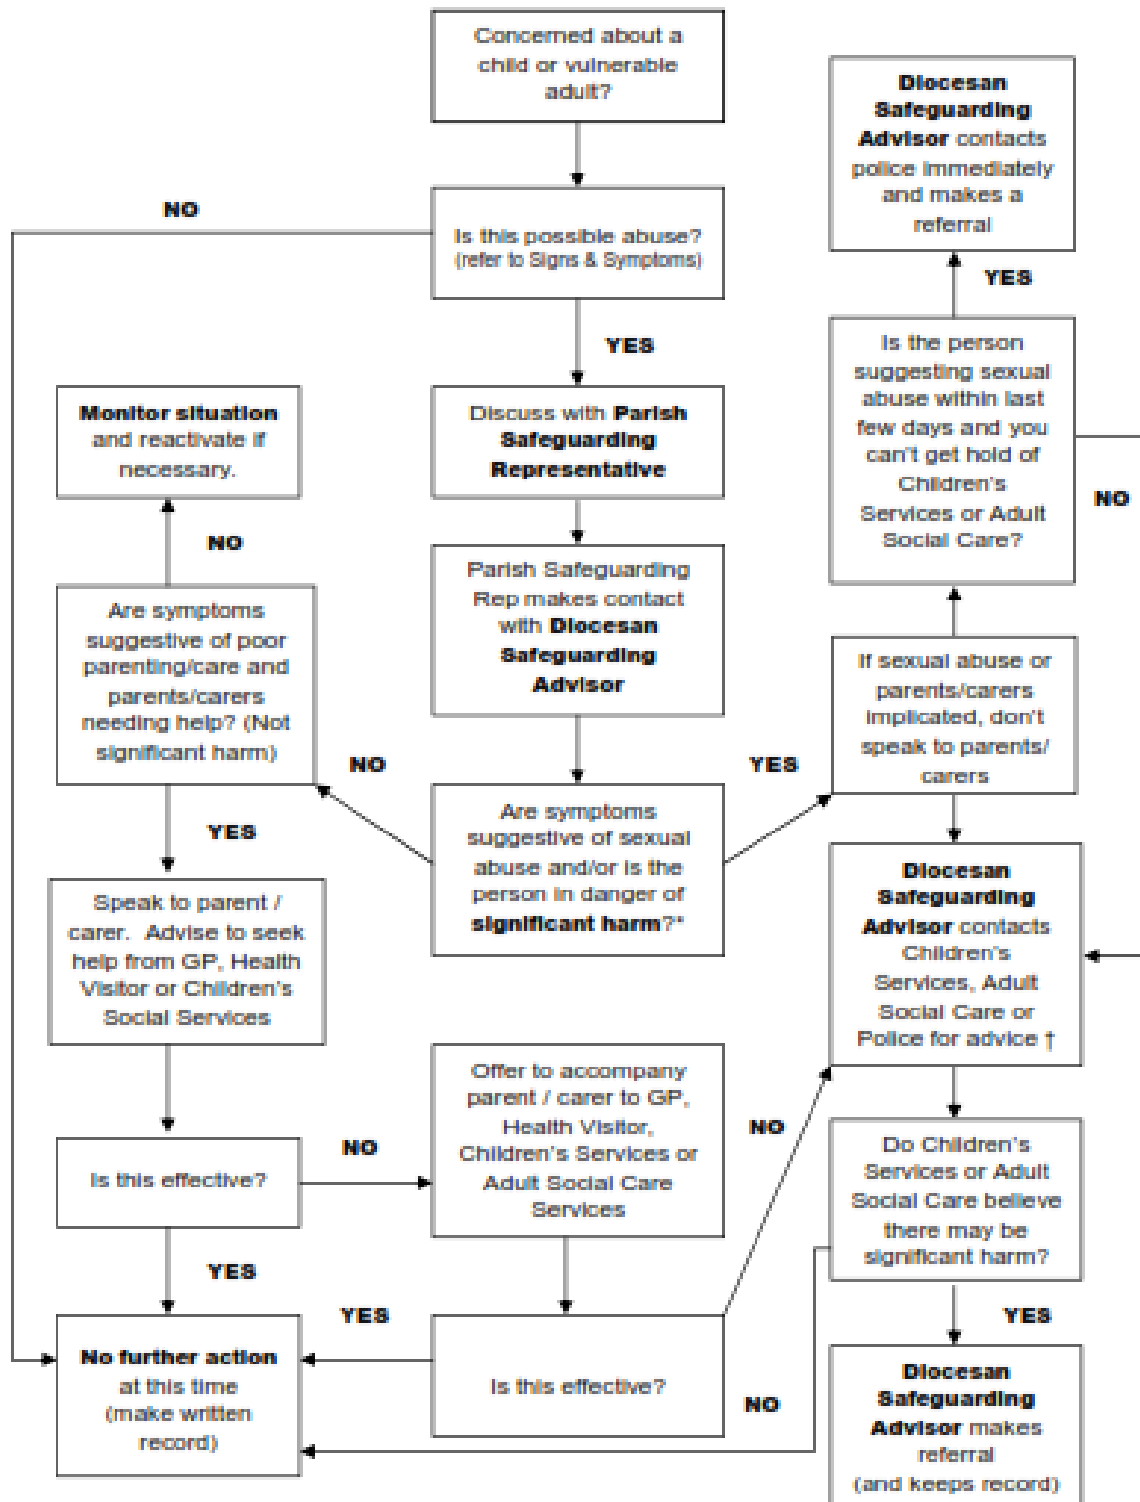 Concerned about a
child or vulnerable
adult?
Diocesan
Safeguarding
Advisor contacts
police immediately
and makes a
referral
NO
Is this possible abuse?
(refer to Signs & Symptoms)
YES
YES
Is the person
suggesting sexual
abuse within last
few days and you
can't get hold of
Children's
Services or Adult
Social Care?
NO
Monitor situation
and reactivate if
necessary.
Discuss with Parish
Safeguarding
Representative
NO
Parish Safeguarding
Rep makes contact
with Diocesan
Safeguarding
Advisor
Are symptoms
suggestive of poor
parenting/care and
parents/carers
needing help? (Not
significant harm)
If sexual abuse or
parents/carers
implicated, don't
speak to parents/
carers
NO
YES
Are symptoms
suggestive of sexual
abuse and/or is the
person in danger of
significant harm?*
YES
Speak to parent /
carer. Advise to seek
help from GP, Health
Visitor or Children's
Social Services
Diocesan
Safeguarding
Advisor contacts
Children's
Services, Adult
Social Care or
Police for advice †
Offer to accompany
parent / carer to GP,
Health Visitor,
Children's Services or
Adult Social Care
Services
NO
NO
Is this effective?
Do Children's
Services or Adult
Social Care believe
there may be
significant harm?
YES
YES
YES
No further action
at this time
(make written
record)
Is this effective?
NO
Diocesan
Safeguarding
Advisor makes
referral
(and keeps record)